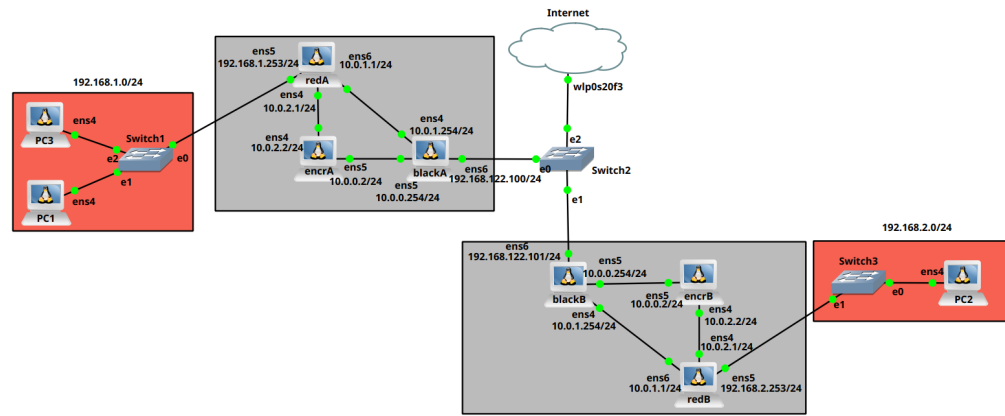 Internet
wlp0s20f3
e2
Switch2
e0
e1
192.168.1.0/24
ens4
PC3
Switch1
e2
e0
e1
ens4
PC1
ens5
192.168.1.253/24
ens6
10.0.1.1/24
redA
ens4
10.0.2.1/24
ens4
10.0.1.254/24
ens4
10.0.2.2/24
encrA
ens5
10.0.0.2/24
blackA
ens6
192.168.122.100/24
ens5
10.0.0.254/24
ens6
192.168.122.101/24
ens5
10.0.0.254/24
blackB
encrB
ens5
10.0.0.2/24
ens4
10.0.1.254/24
ens4
10.0.2.2/24
ens4
10.0.2.1/24
ens6
10.0.1.1/24
ens5
192.168.2.253/24
redB
192.168.2.0/24
Switch3
ens4
e0
e1
PC2